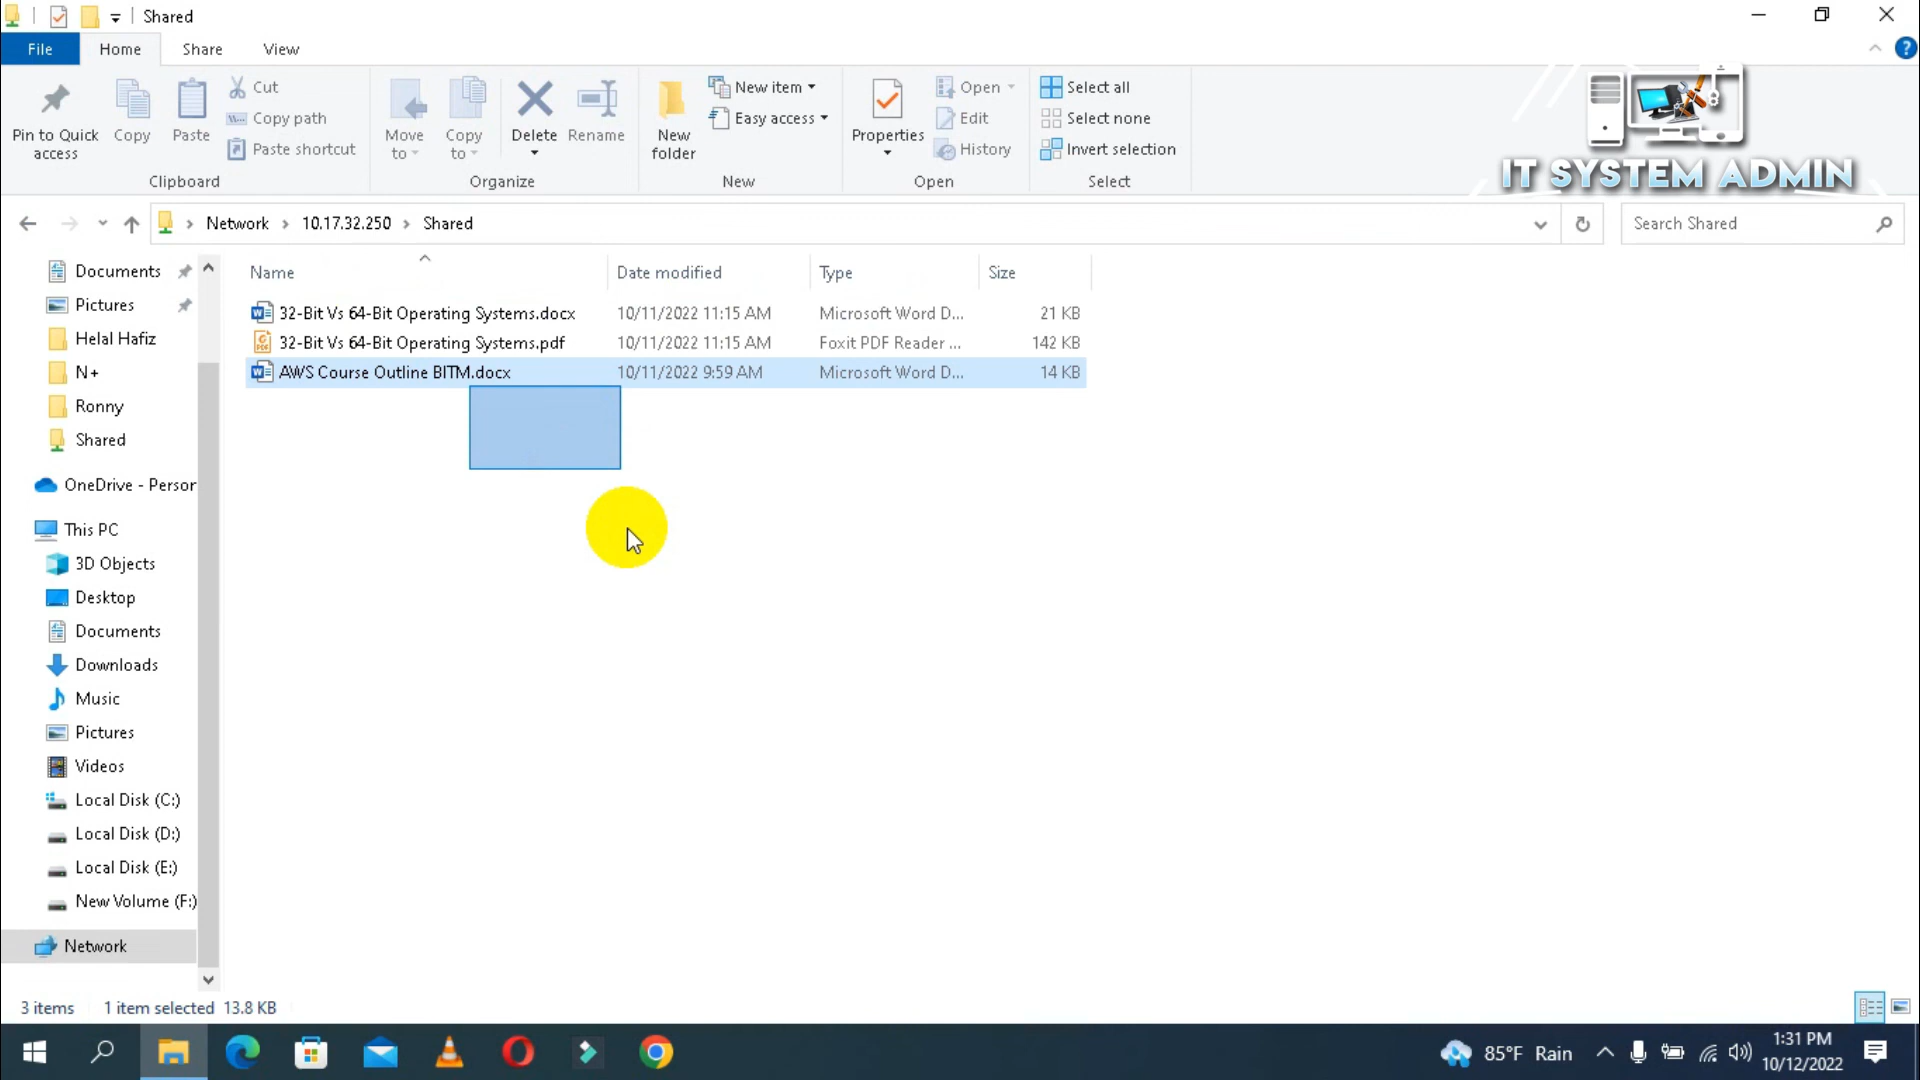 Shared
File Home Share View
Pin to Quick access
Copy
Paste
Cut
Copy path
Paste shortcut
Clipboard
Move to
Copy to
Delete
Rename
Organize
New folder
New item
Easy access
New
Properties
Open
Edit
History
Open
Select all
Select none
Invert selection
Select
IT SYSTEM ADMIN
Network › 10.17.32.250 › Shared
Search Shared
Name Date modified Type Size
32-Bit Vs 64-Bit Operating Systems.docx 10/11/2022 11:15 AM Microsoft Word D... 21 KB
32-Bit Vs 64-Bit Operating Systems.pdf 10/11/2022 11:15 AM Foxit PDF Reader ... 142 KB
AWS Course Outline BITM.docx 10/11/2022 9:59 AM Microsoft Word D... 14 KB
Documents
Pictures
Helal Hafiz
N+
Ronny
Shared
OneDrive - Persor
This PC
3D Objects
Desktop
Documents
Downloads
Music
Pictures
Videos
Local Disk (C:)
Local Disk (D:)
Local Disk (E:)
New Volume (F:)
Network
3 items 1 item selected 13.8 KB
85°F Rain
1:31 PM
10/12/2022